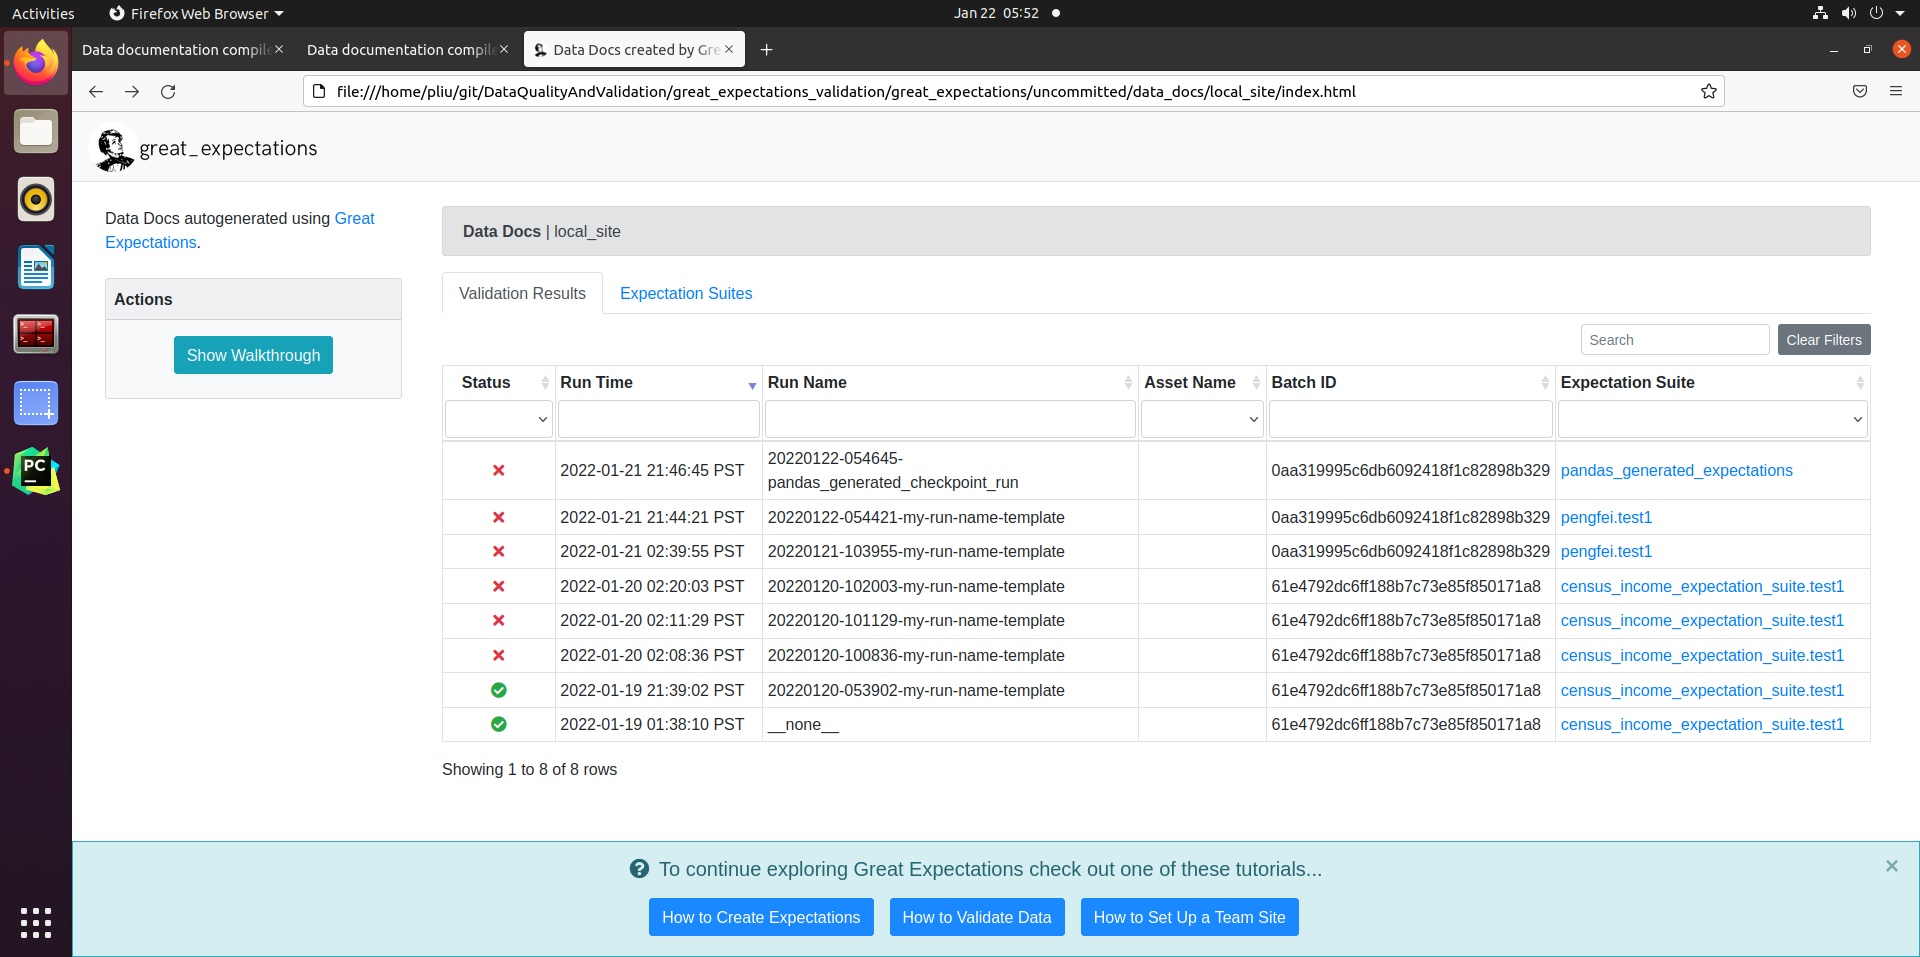 Activities
Firefox Web Browser
Jan 22 05:52
Data documentation compile
Data documentation compile
Data Docs created by Gre
file:///home/pliu/git/DataQualityAndValidation/great_expectations_validation/great_expectations/uncommitted/data_docs/local_site/index.html
great_expectations
Data Docs autogenerated using Great
Expectations.
Actions
Show Walkthrough
Data Docs | local_site
Validation Results
Expectation Suites
Search
Clear Filters
Status Run Time Run Name Asset Name Batch ID Expectation Suite
2022-01-21 21:46:45 PST 20220122-054645-
pandas_generated_checkpoint_run 0aa319995c6db6092418f1c82898b329 pandas_generated_expectations
2022-01-21 21:44:21 PST 20220122-054421-my-run-name-template 0aa319995c6db6092418f1c82898b329 pengfei.test1
2022-01-21 02:39:55 PST 20220121-103955-my-run-name-template 0aa319995c6db6092418f1c82898b329 pengfei.test1
2022-01-20 02:20:03 PST 20220120-102003-my-run-name-template 61e4792dc6ff188b7c73e85f850171a8 census_income_expectation_suite.test1
2022-01-20 02:11:29 PST 20220120-101129-my-run-name-template 61e4792dc6ff188b7c73e85f850171a8 census_income_expectation_suite.test1
2022-01-20 02:08:36 PST 20220120-100836-my-run-name-template 61e4792dc6ff188b7c73e85f850171a8 census_income_expectation_suite.test1
2022-01-19 21:39:02 PST 20220120-053902-my-run-name-template 61e4792dc6ff188b7c73e85f850171a8 census_income_expectation_suite.test1
2022-01-19 01:38:10 PST __none__ 61e4792dc6ff188b7c73e85f850171a8 census_income_expectation_suite.test1
Showing 1 to 8 of 8 rows
To continue exploring Great Expectations check out one of these tutorials...
How to Create Expectations
How to Validate Data
How to Set Up a Team Site
PC